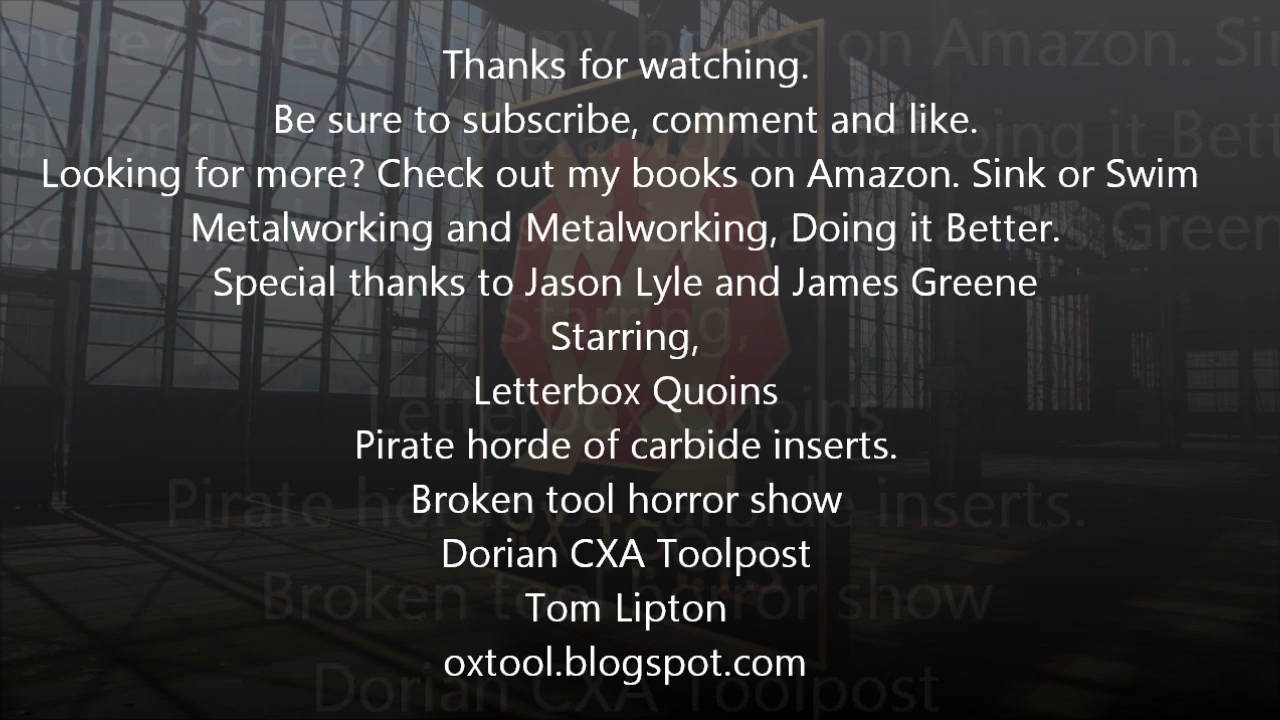 Thanks for watching.
Be sure to subscribe, comment and like.
Looking for more? Check out my books on Amazon. Sink or Swim
Metalworking and Metalworking, Doing it Better.
Special thanks to Jason Lyle and James Greene
Starring,
Letterbox Quoins
Pirate horde of carbide inserts.
Broken tool horror show
Dorian CXA Toolpost
Tom Lipton
oxtool.blogspot.com